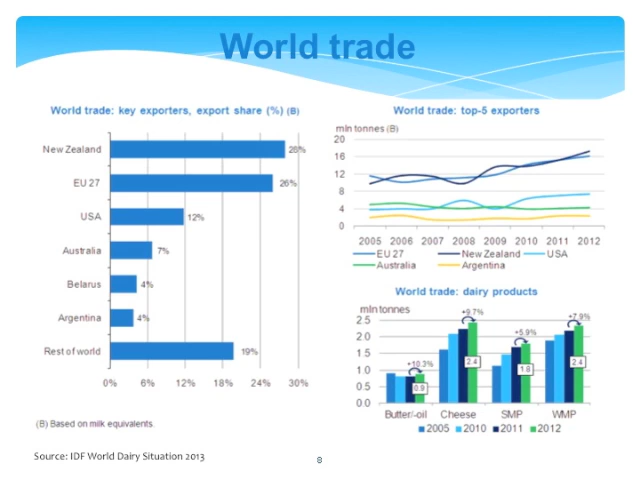 World trade
World trade: key exporters, export share (%) (B)
New Zealand 28%
EU 27 26%
USA 12%
Australia 7%
Belarus 4%
Argentina 4%
Rest of world 19%
0% 6% 12% 18% 24% 30%
(B) Based on milk equivalents.
World trade: top-5 exporters
mln tonnes (B)
20
16
12
8
4
0
2005 2006 2007 2008 2009 2010 2011 2012
EU 27 New Zealand USA
Australia Argentina
World trade: dairy products
mln tonnes
2.5
2.0
1.5
1.0
0.5
0.0
+10.3% +9.7% +5.9% +7.9%
0.9 2.4 1.8 2.4
Butter/-oil Cheese SMP WMP
2005 2010 2011 2012
Source: IDF World Dairy Situation 2013
8